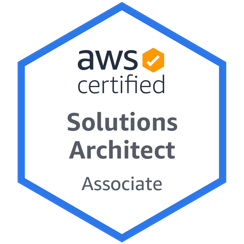 aws
certified
Solutions
Architect
Associate